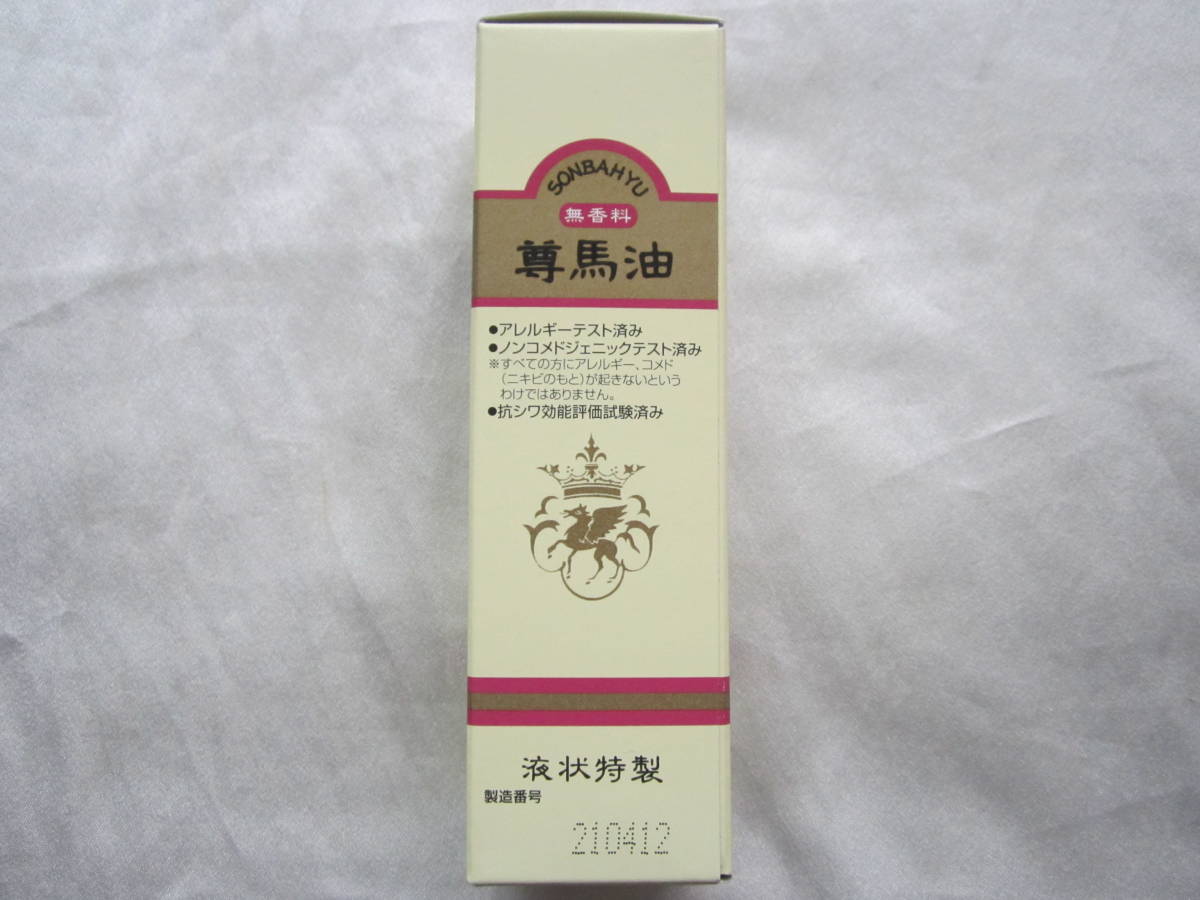 SONBAHYU
無香料
尊馬油
●アレルギーテスト済み
●ノンコメドジェニックテスト済み
※すべての方にアレルギー、コメド
(ニキビのもと)が起きないという
わけではありません。
●抗シワ効能評価試験済み
液状特製
製造番号
210412